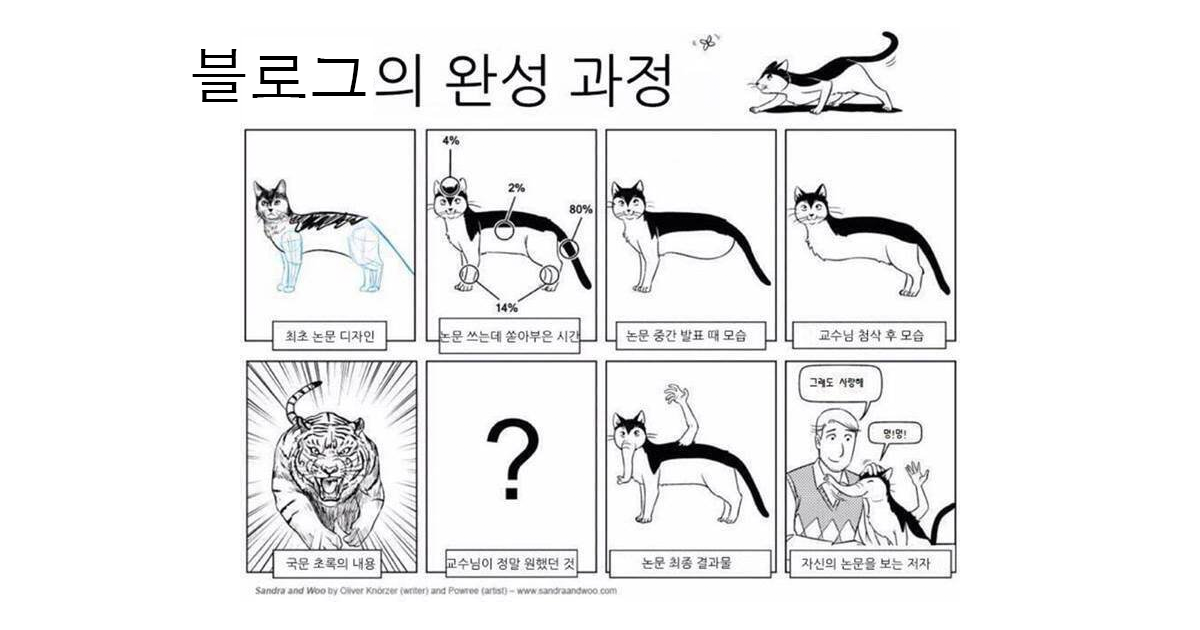 블로그의 완성 과정
4%
2%
80%
14%
최초 논문 디자인
논문 쓰는데 쏟아부은 시간
논문 중간 발표 때 모습
교수님 첨삭 후 모습
그래도 사랑해
멍!멍!
국문 초록의 내용
?
교수님이 정말 원했던 것
논문 최종 결과물
자신의 논문을 보는 저자
Sandra and Woo by Oliver Knörzer (writer) and Powree (artist) – www.sandraandwoo.com